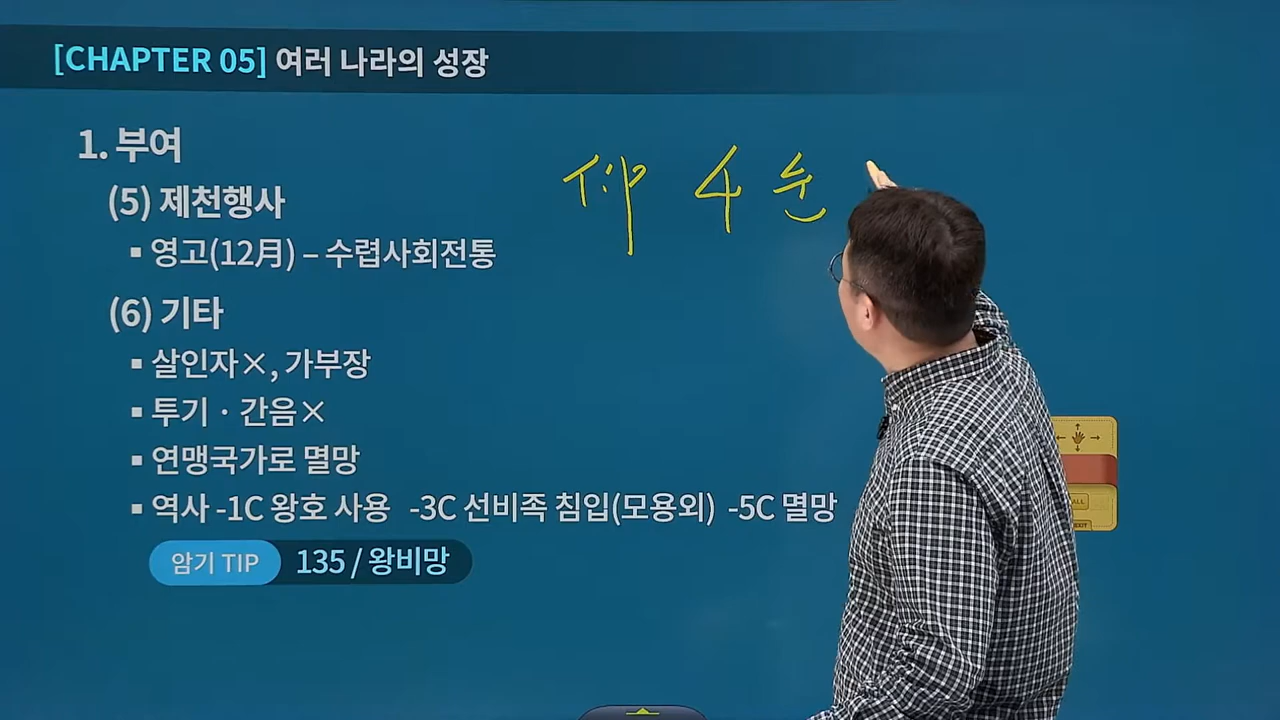 [CHAPTER 05] 여러 나라의 성장
1. 부여
(5) 제천행사
▪ 영고(12月) – 수렵사회전통
(6) 기타
▪ 살인자×, 가부장
▪ 투기 · 간음×
▪ 연맹국가로 멸망
▪ 역사 -1C 왕호 사용 -3C 선비족 침입(모용외) -5C 멸망
암기 TIP 135 / 왕비망
ALL
EXIT